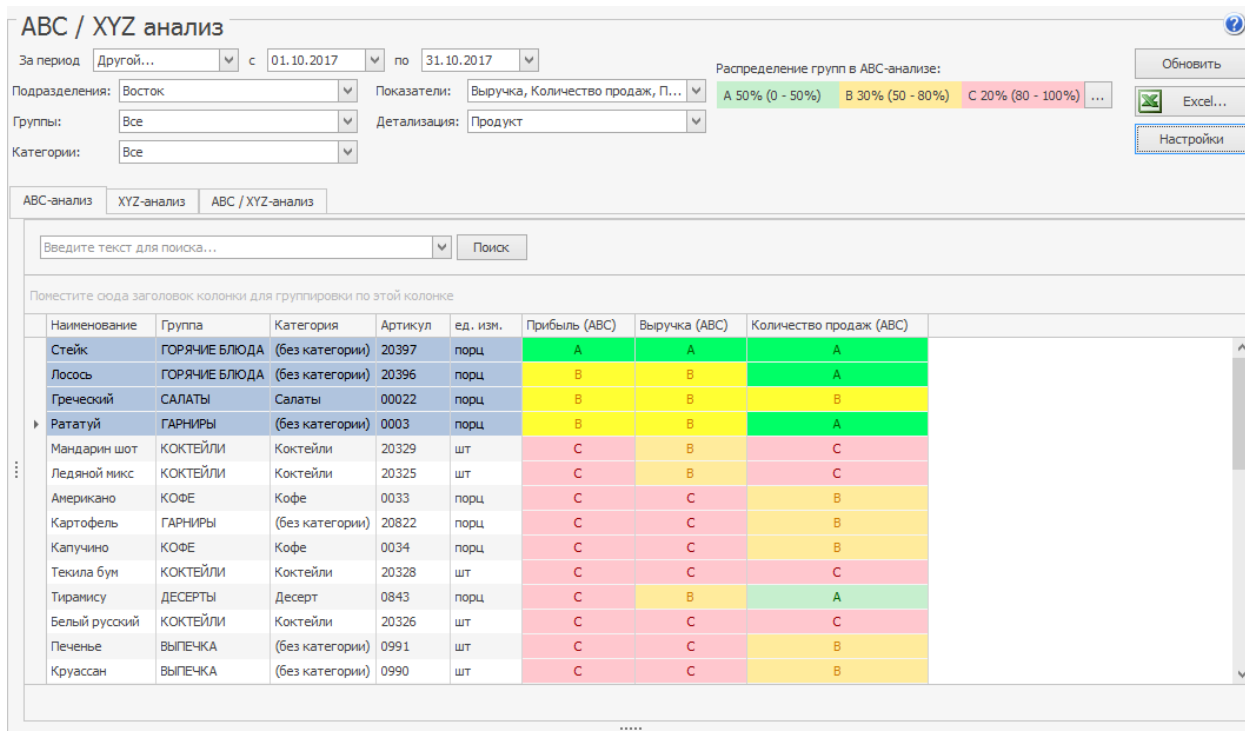 ABC / XYZ анализ
За период Другой... с 01.10.2017 по 31.10.2017
Распределение групп в ABC-анализе:
Обновить
Подразделения: Восток Показатели: Выручка, Количество продаж, П...
A 50% (0 - 50%) B 30% (50 - 80%) C 20% (80 - 100%) ...
Excel...
Группы: Все Детализация: Продукт
Настройки
Категории: Все
ABC-анализ XYZ-анализ ABC / XYZ-анализ
Введите текст для поиска... Поиск
Поместите сюда заголовок колонки для группировки по этой колонке
Наименование Группа Категория Артикул ед. изм. Прибыль (ABC) Выручка (ABC) Количество продаж (ABC)
Стейк ГОРЯЧИЕ БЛЮДА (без категории) 20397 порц A A A
Лосось ГОРЯЧИЕ БЛЮДА (без категории) 20396 порц B B A
Греческий САЛАТЫ Салаты 00022 порц B B B
Рататуй ГАРНИРЫ (без категории) 0003 порц B B A
Мандарин шот КОКТЕЙЛИ Коктейли 20329 шт C B C
Ледяной микс КОКТЕЙЛИ Коктейли 20325 шт C B C
Американо КОФЕ Кофе 0033 порц C C B
Картофель ГАРНИРЫ (без категории) 20822 порц C C B
Капучино КОФЕ Кофе 0034 порц C C B
Текила бум КОКТЕЙЛИ Коктейли 20328 шт C C C
Тирамису ДЕСЕРТЫ Десерт 0843 порц C B A
Белый русский КОКТЕЙЛИ Коктейли 20326 шт C C C
Печенье ВЫПЕЧКА (без категории) 0991 шт C C B
Круассан ВЫПЕЧКА (без категории) 0990 шт C C B